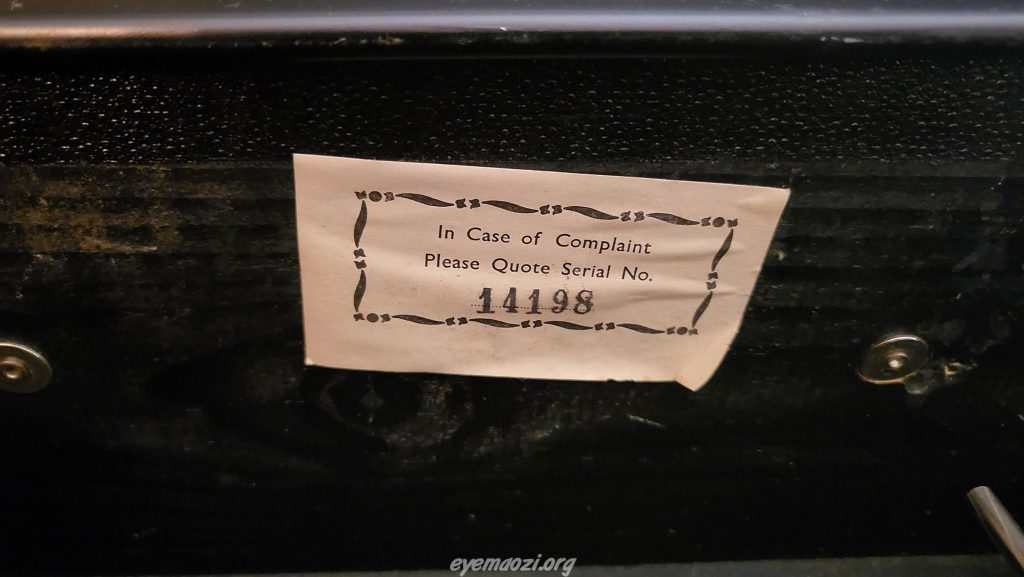 In Case of Complaint
Please Quote Serial No.
14198
eyemaozi.org